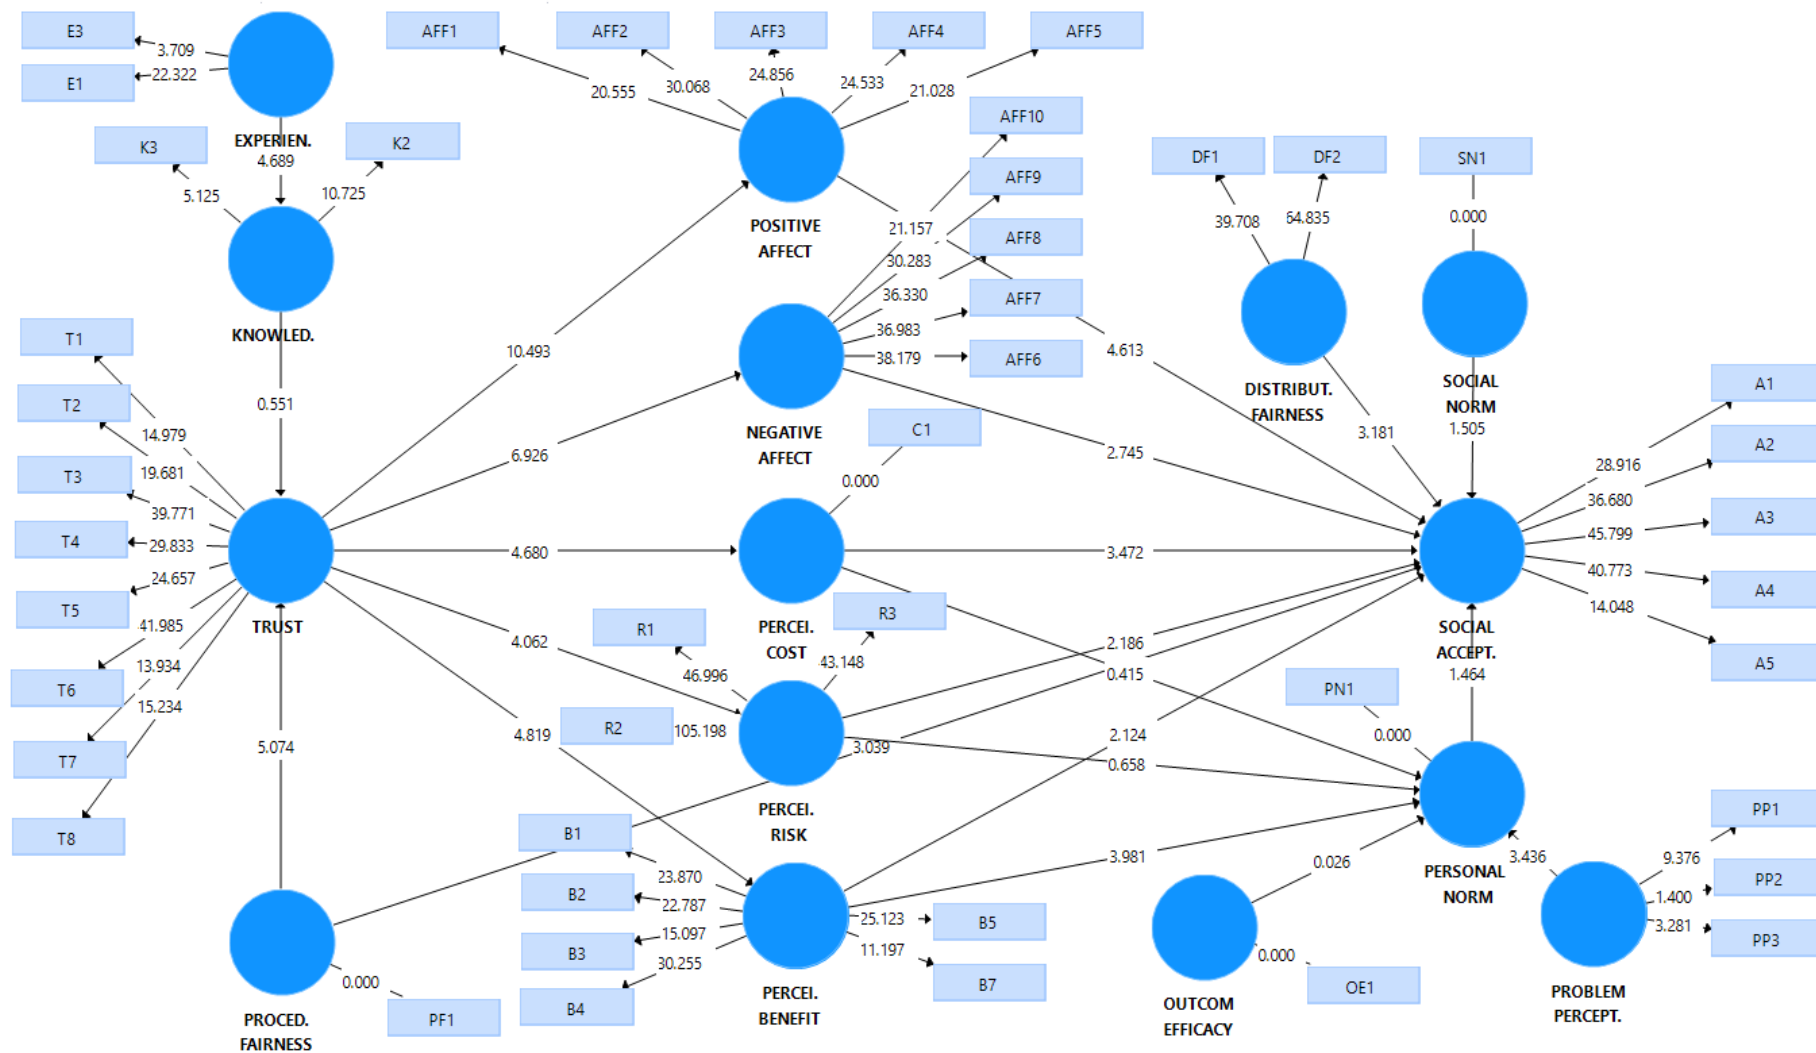 E3
3.709
E1
22.322
EXPERIEN.
4.689
K3
K2
5.125
10.725
KNOWLED.
0.551
AFF1
AFF2
AFF3
AFF4
AFF5
20.555
30.068
24.856
24.533
21.028
POSITIVE
AFFECT
10.493
AFF10
AFF9
AFF8
AFF7
AFF6
21.157
30.283
36.330
36.983
38.179
NEGATIVE
AFFECT
6.926
4.613
2.745
T1
T2
T3
T4
T5
T6
T7
T8
14.979
19.681
39.771
29.833
24.657
41.985
13.934
15.234
TRUST
5.074
4.680
4.062
4.819
C1
0.000
PERCEI.
COST
3.472
0.415
R1
R2
R3
46.996
105.198
43.148
PERCEI.
RISK
2.186
0.658
3.039
PROCED.
FAIRNESS
0.000
PF1
B1
B2
B3
B4
B5
B7
23.870
22.787
15.097
30.255
25.123
11.197
PERCEI.
BENEFIT
2.124
3.981
DF1
DF2
39.708
64.835
DISTRIBUT.
FAIRNESS
3.181
SN1
0.000
SOCIAL
NORM
1.505
A1
A2
A3
A4
A5
28.916
36.680
45.799
40.773
14.048
SOCIAL
ACCEPT.
1.464
PN1
0.000
PERSONAL
NORM
0.026
3.436
OUTCOM
EFFICACY
0.000
OE1
PP1
PP2
PP3
9.376
1.400
3.281
PROBLEM
PERCEPT.